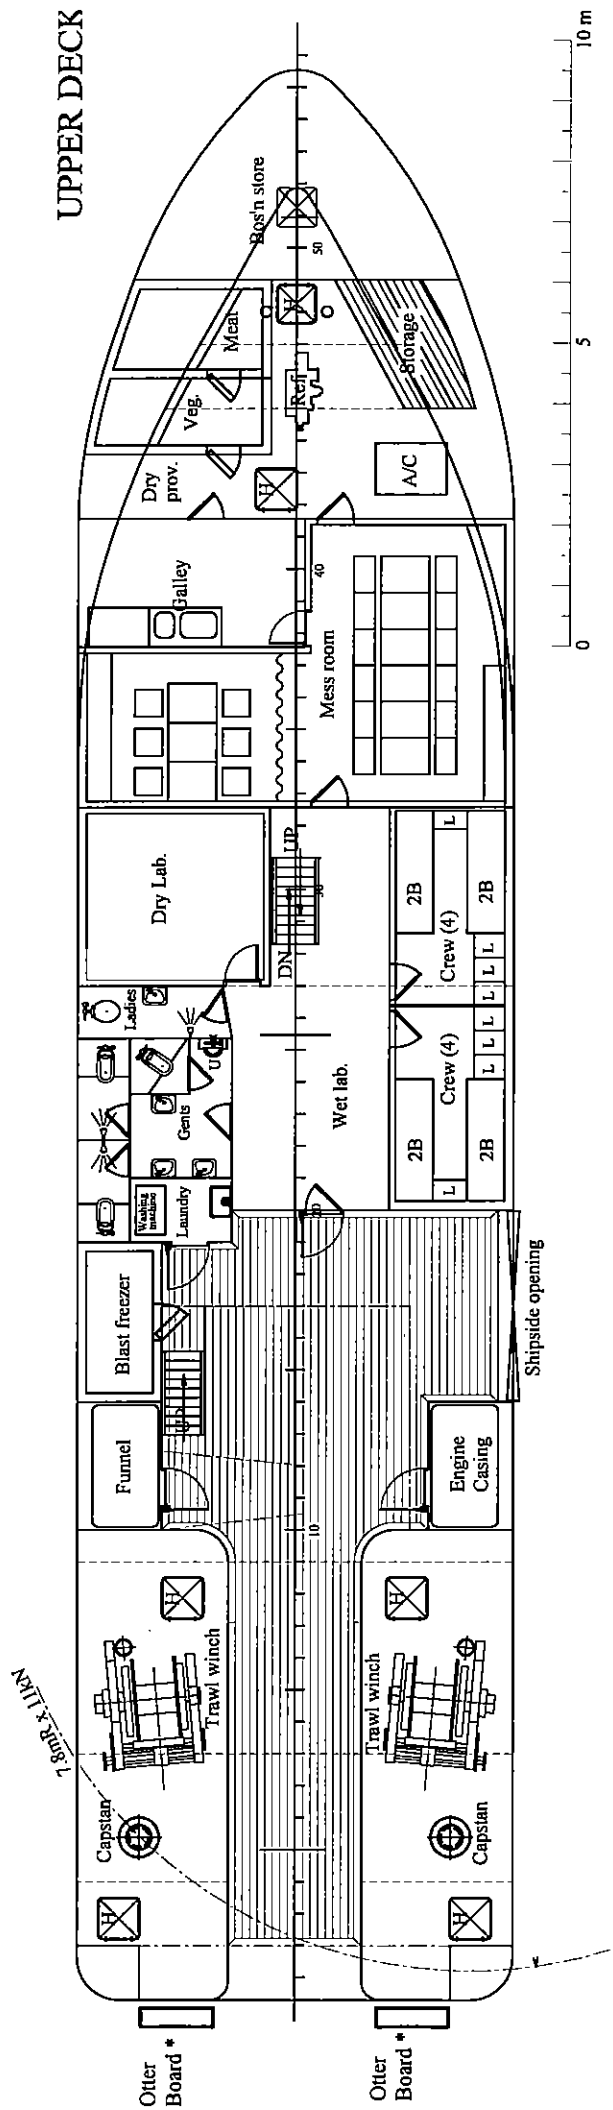 UPPER DECK
Bos'n store
50
H
Meat
Veg.
Dry
prov.
H
Ref.
Storage
A/C
Galley
40
Mess room
0
5
10 m
Dry Lab.
UP
30
DN
2B
L
2B
Crew (4)
L
L
L
Crew (4)
L
L
L
2B
2B
L
Ladies
U
Gents
Washing
machine
Laundry
Wet lab.
20
Shipside opening
Blast freezer
UP
Funnel
Engine
Casing
10
H
H
Trawl winch
Trawl winch
7.8mR x 11kN
Capstan
Capstan
H
H
Otter
Board *
Otter
Board *